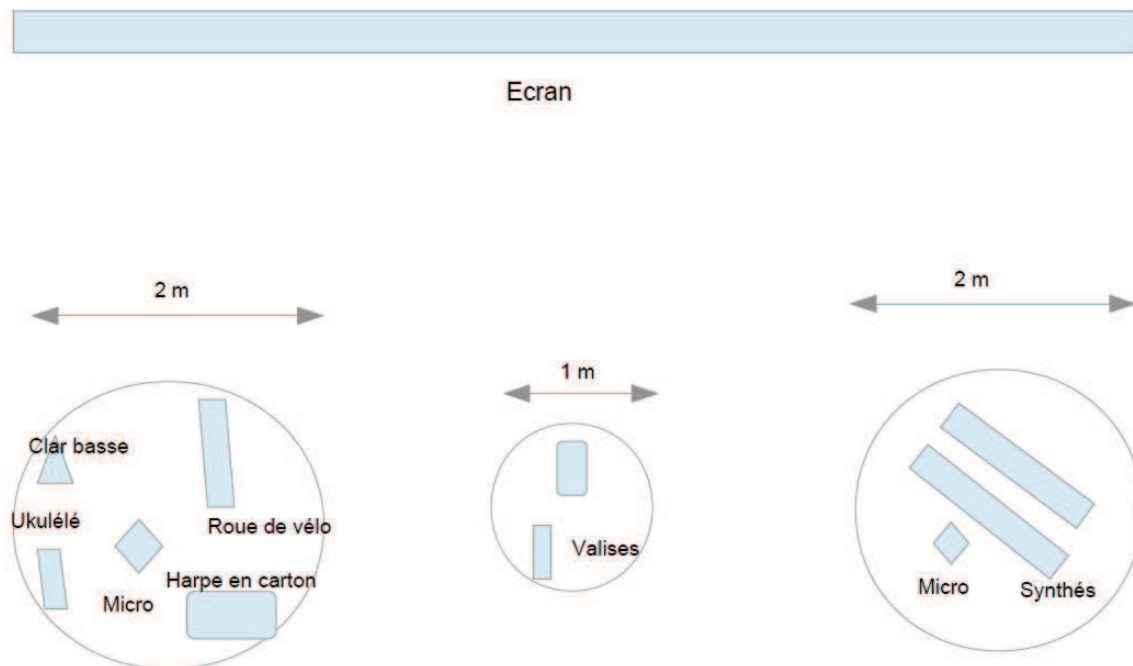 Ecran
2 m
2 m
1 m
Clar basse
Ukulélé
Roue de vélo
Harpe en carton
Micro
Valises
Micro
Synthés